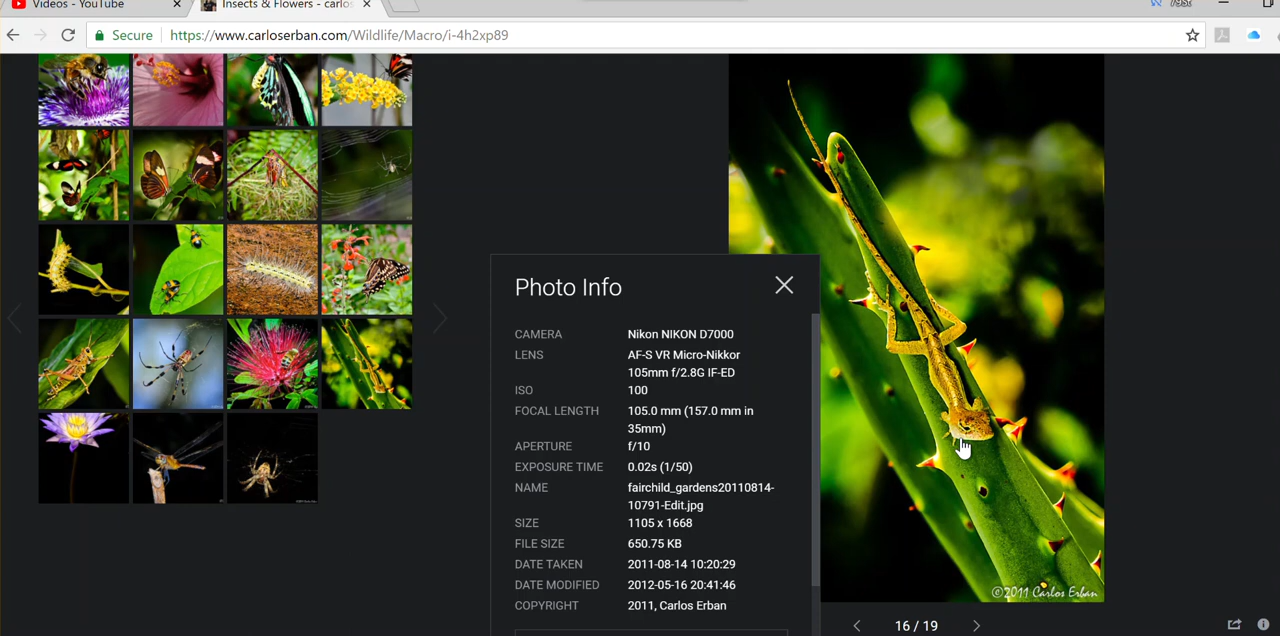 Videos - YouTube
Insects & Flowers - carlos
Secure
https://www.carloserban.com/Wildlife/Macro/i-4h2xp89
Photo Info
CAMERA Nikon NIKON D7000
LENS AF-S VR Micro-Nikkor
105mm f/2.8G IF-ED
ISO 100
FOCAL LENGTH 105.0 mm (157.0 mm in
35mm)
APERTURE f/10
EXPOSURE TIME 0.02s (1/50)
NAME fairchild_gardens20110814-
10791-Edit.jpg
SIZE 1105 x 1668
FILE SIZE 650.75 KB
DATE TAKEN 2011-08-14 10:20:29
DATE MODIFIED 2012-05-16 20:41:46
COPYRIGHT 2011, Carlos Erban
©2011 Carlos Erban
16 / 19